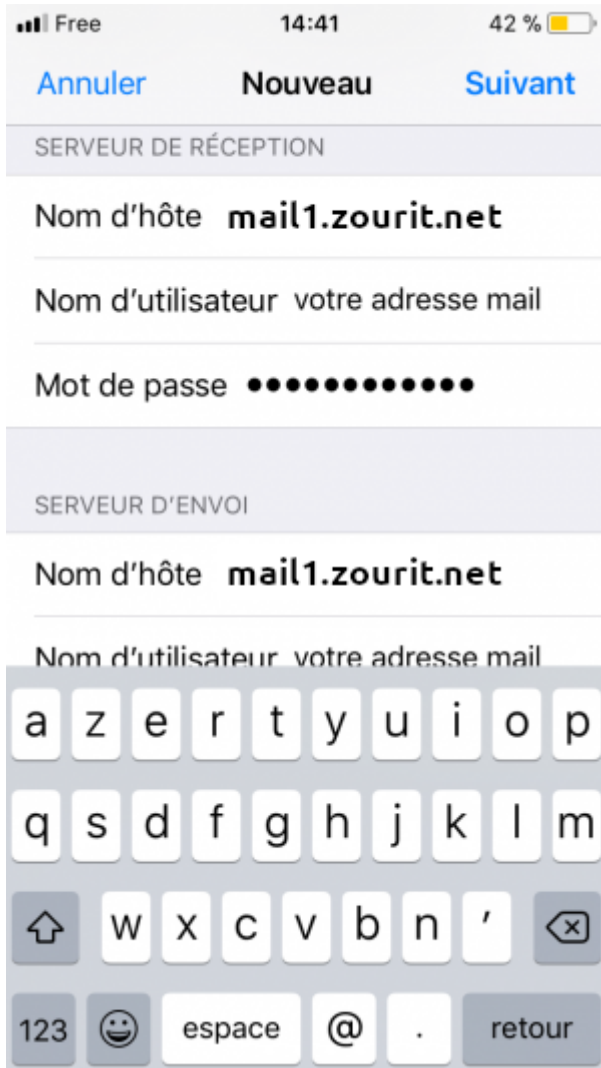 Free 14:41 42 %
Annuler Nouveau Suivant
SERVEUR DE RÉCEPTION
Nom d'hôte mail1.zourit.net
Nom d'utilisateur votre adresse mail
Mot de passe ••••••••••••
SERVEUR D'ENVOI
Nom d'hôte mail1.zourit.net
Nom d'utilisateur votre adresse mail
a z e r t y u i o p
q s d f g h j k l m
w x c v b n ′
123 espace @ . retour